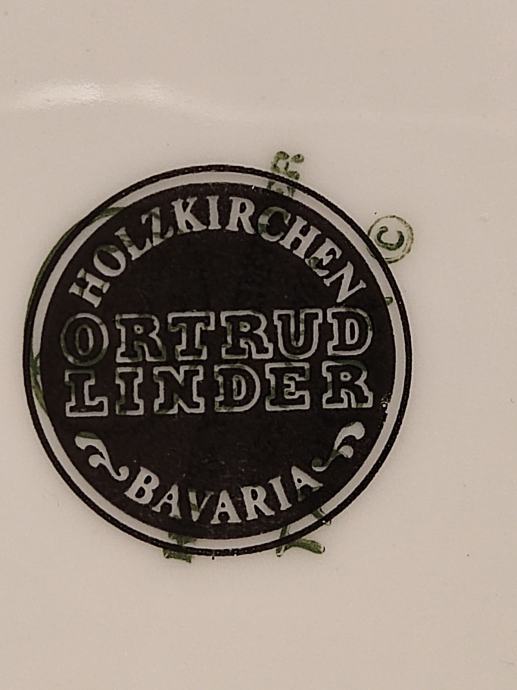 HOLZKIRCHEN
ORTRUD
LINDER
BAVARIA
©